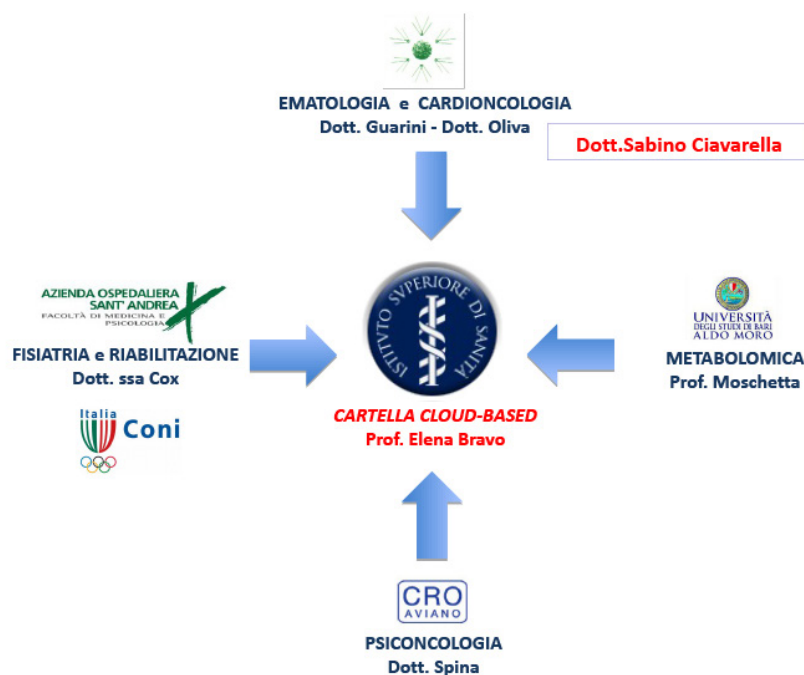 EMATOLOGIA e CARDIONCOLOGIA
Dott. Guarini - Dott. Oliva
Dott.Sabino Ciavarella
AZIENDA OSPEDALIERA
SANT' ANDREA
FACOLTÀ DI MEDICINA E
PSICOLOGIA
FISIATRIA e RIABILITAZIONE
Dott. ssa Cox
Italia
Coni
ISTITVTO SVPERIORE DI SANITÀ
CARTELLA CLOUD-BASED
Prof. Elena Bravo
UNIVERSITÀ
DEGLI STUDI DI BARI
ALDO MORO
METABOLOMICA
Prof. Moschetta
CRO
AVIANO
PSICONCOLOGIA
Dott. Spina